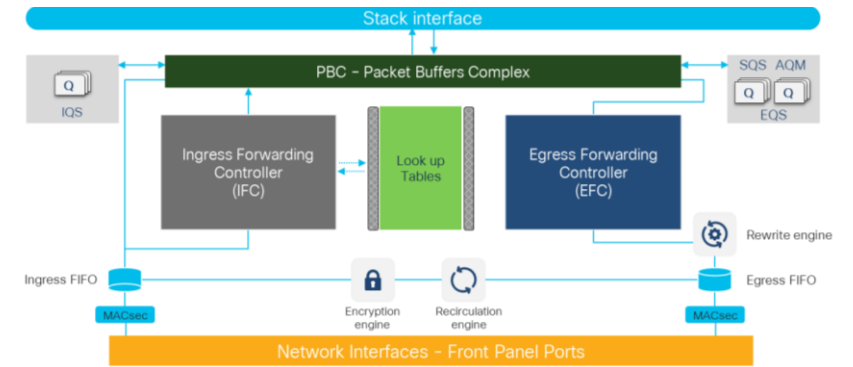 Stack interface
PBC – Packet Buffers Complex
Q
IQS
SQS AQM
Q Q
EQS
Ingress Forwarding
Controller
(IFC)
Look up
Tables
Egress Forwarding
Controller
(EFC)
Rewrite engine
Ingress FIFO
Egress FIFO
MACsec
Encryption
engine
Recirculation
engine
MACsec
Network Interfaces – Front Panel Ports